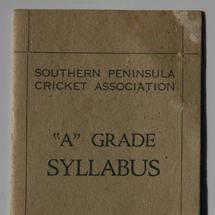 SOUTHERN PENINSULA
CRICKET ASSOCIATION
"A" GRADE
SYLLABUS